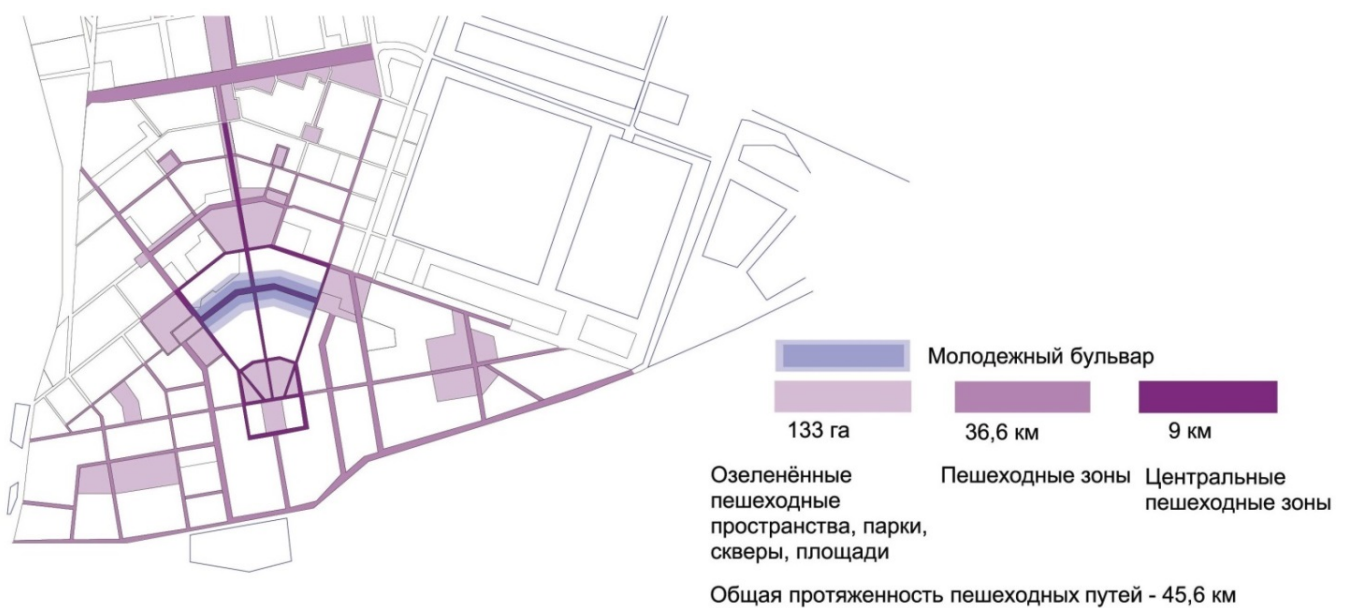 Молодежный бульвар
133 га
36,6 км
9 км
Озеленённые
пешеходные
пространства, парки,
скверы, площади
Пешеходные зоны
Центральные
пешеходные зоны
Общая протяженность пешеходных путей - 45,6 км